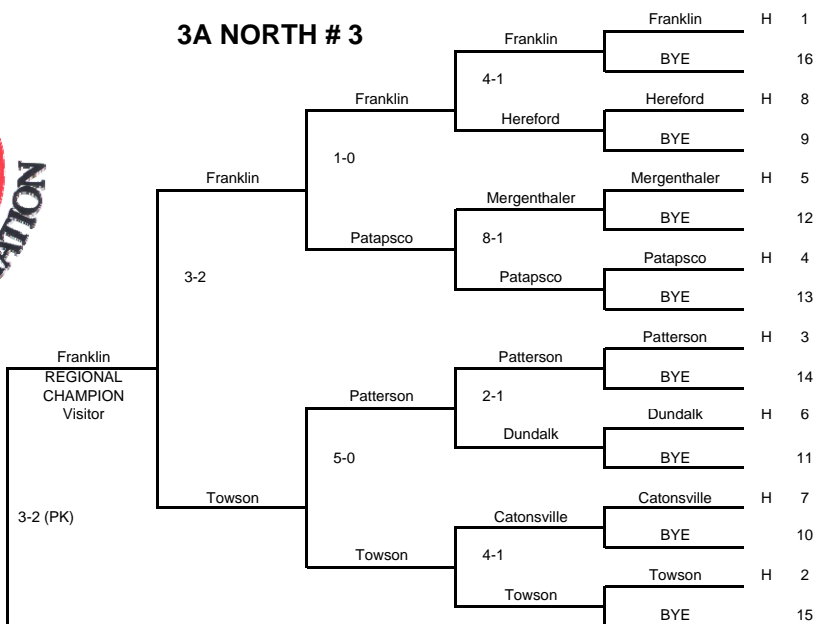 3A NORTH # 3
Franklin H 1
Franklin
BYE 16
4-1
Franklin
Hereford H 8
Hereford
BYE 9
1-0
Franklin
Mergenthaler H 5
Mergenthaler
BYE 12
8-1
Patapsco
Patapsco H 4
Patapsco
BYE 13
3-2
Patterson H 3
Franklin
Patterson
REGIONAL
CHAMPION
Visitor
BYE 14
2-1
Patterson
Dundalk H 6
Dundalk
BYE 11
5-0
Towson
Catonsville H 7
3-2 (PK)
Catonsville
BYE 10
4-1
Towson
Towson H 2
Towson
BYE 15